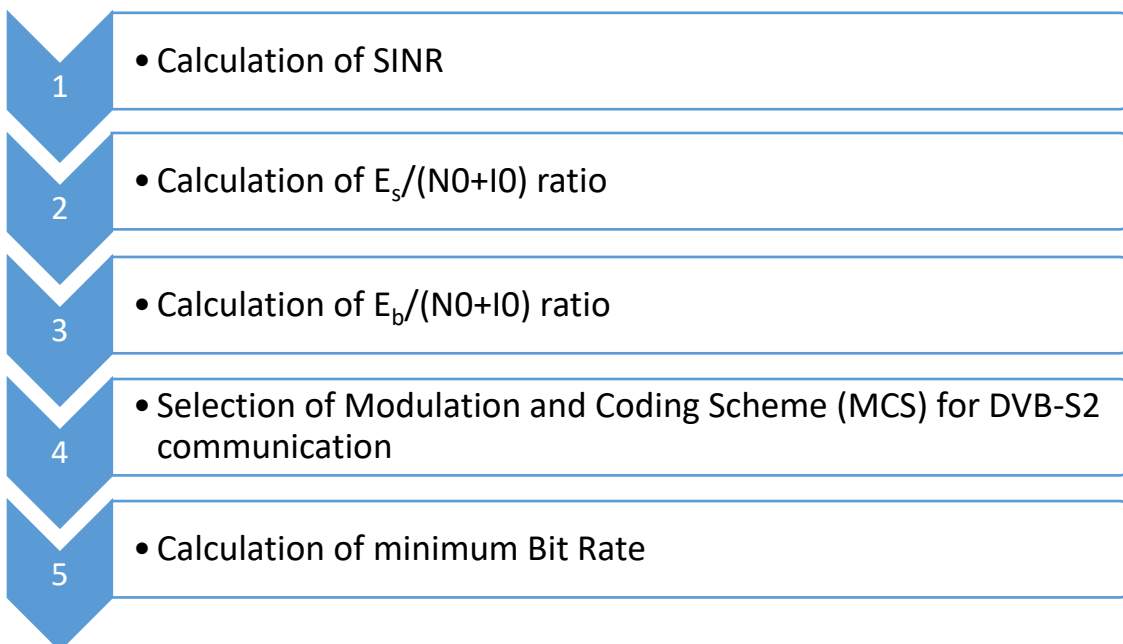 1
• Calculation of SINR
2
• Calculation of Es/(N0+I0) ratio
3
• Calculation of Eb/(N0+I0) ratio
4
• Selection of Modulation and Coding Scheme (MCS) for DVB-S2
communication
5
• Calculation of minimum Bit Rate